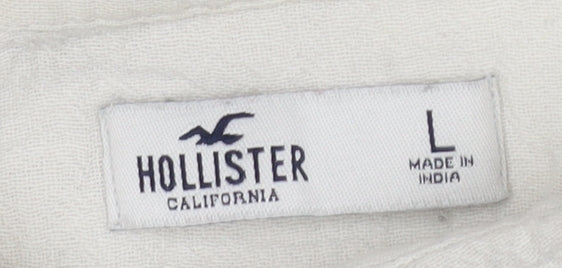 HOLLISTER
CALIFORNIA
L
MADE IN
INDIA